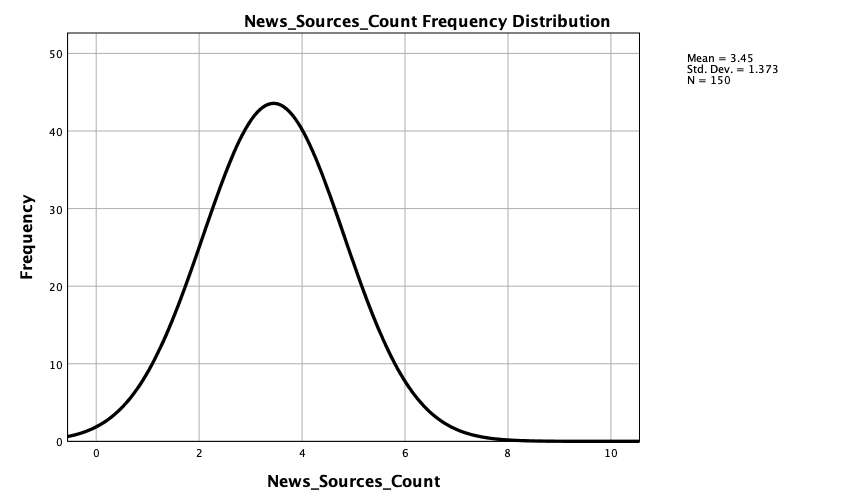 News_Sources_Count Frequency Distribution
Mean = 3.45
Std. Dev. = 1.373
N = 150
Frequency
50
40
30
20
10
0
0 2 4 6 8 10
News_Sources_Count